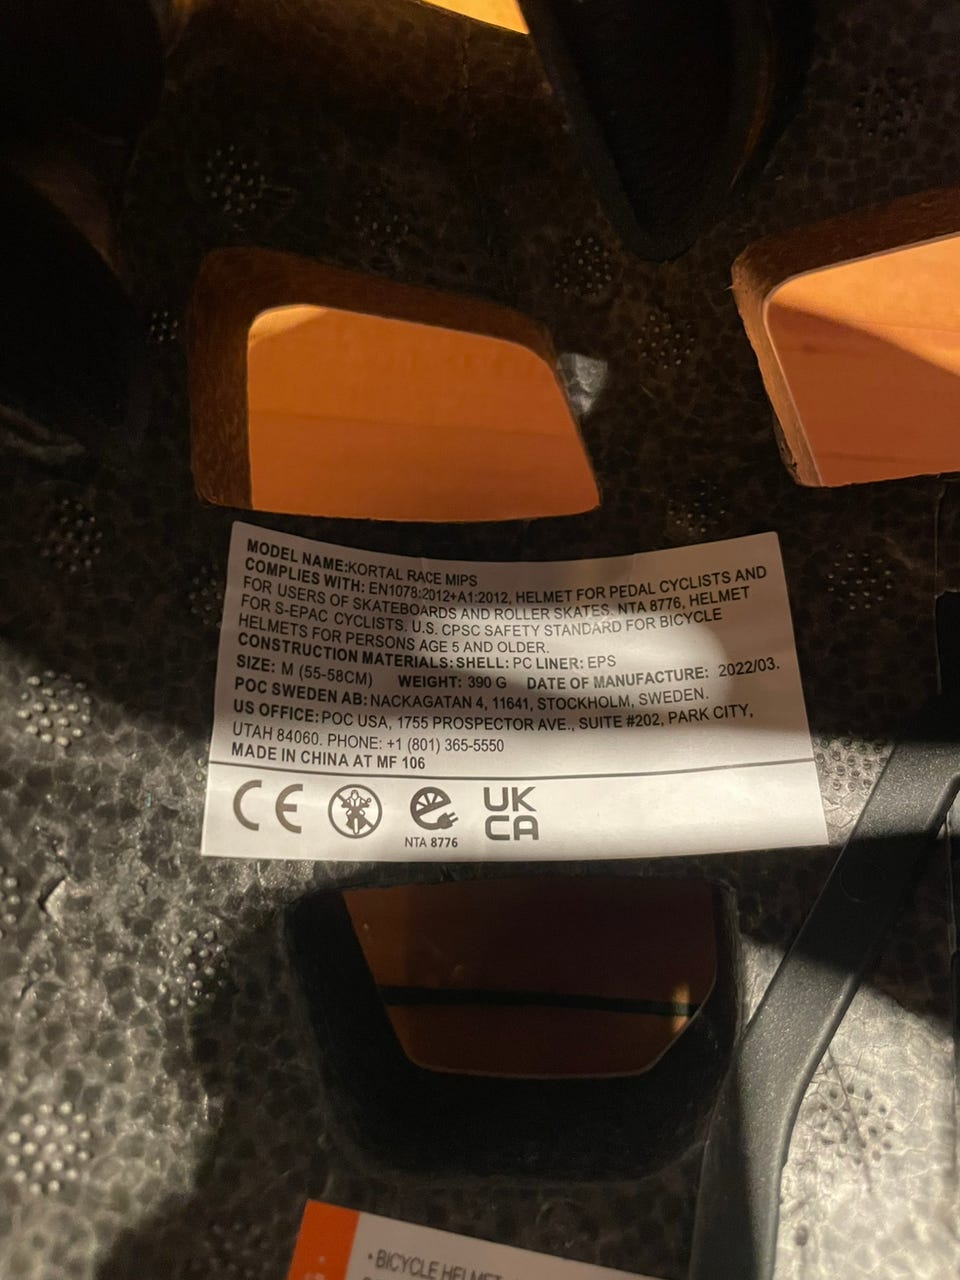 MODEL NAME:KORTAL RACE MIPS
COMPLIES WITH: EN1078:2012+A1:2012, HELMET FOR PEDAL CYCLISTS AND
FOR USERS OF SKATEBOARDS AND ROLLER SKATES. NTA 8776, HELMET
FOR S-EPAC CYCLISTS. U.S. CPSC SAFETY STANDARD FOR BICYCLE
HELMETS FOR PERSONS AGE 5 AND OLDER.
CONSTRUCTION MATERIALS: SHELL: PC LINER: EPS
SIZE: M (55-58CM) WEIGHT: 390 G DATE OF MANUFACTURE: 2022/03.
POC SWEDEN AB: NACKAGATAN 4, 11641, STOCKHOLM, SWEDEN.
US OFFICE: POC USA, 1755 PROSPECTOR AVE., SUITE #202, PARK CITY,
UTAH 84060. PHONE: +1 (801) 365-5550
MADE IN CHINA AT MF 106
CE
NTA 8776
UK
CA
• BICYCLE HELMET